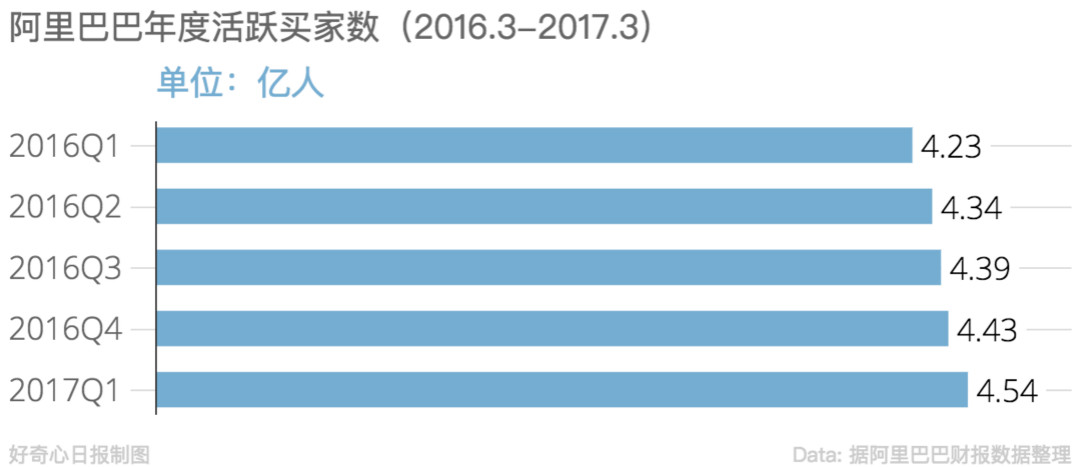 阿里巴巴年度活跃买家数（2016.3–2017.3）
单位：亿人
2016Q1 4.23
2016Q2 4.34
2016Q3 4.39
2016Q4 4.43
2017Q1 4.54
好奇心日报制图 Data: 据阿里巴巴财报数据整理